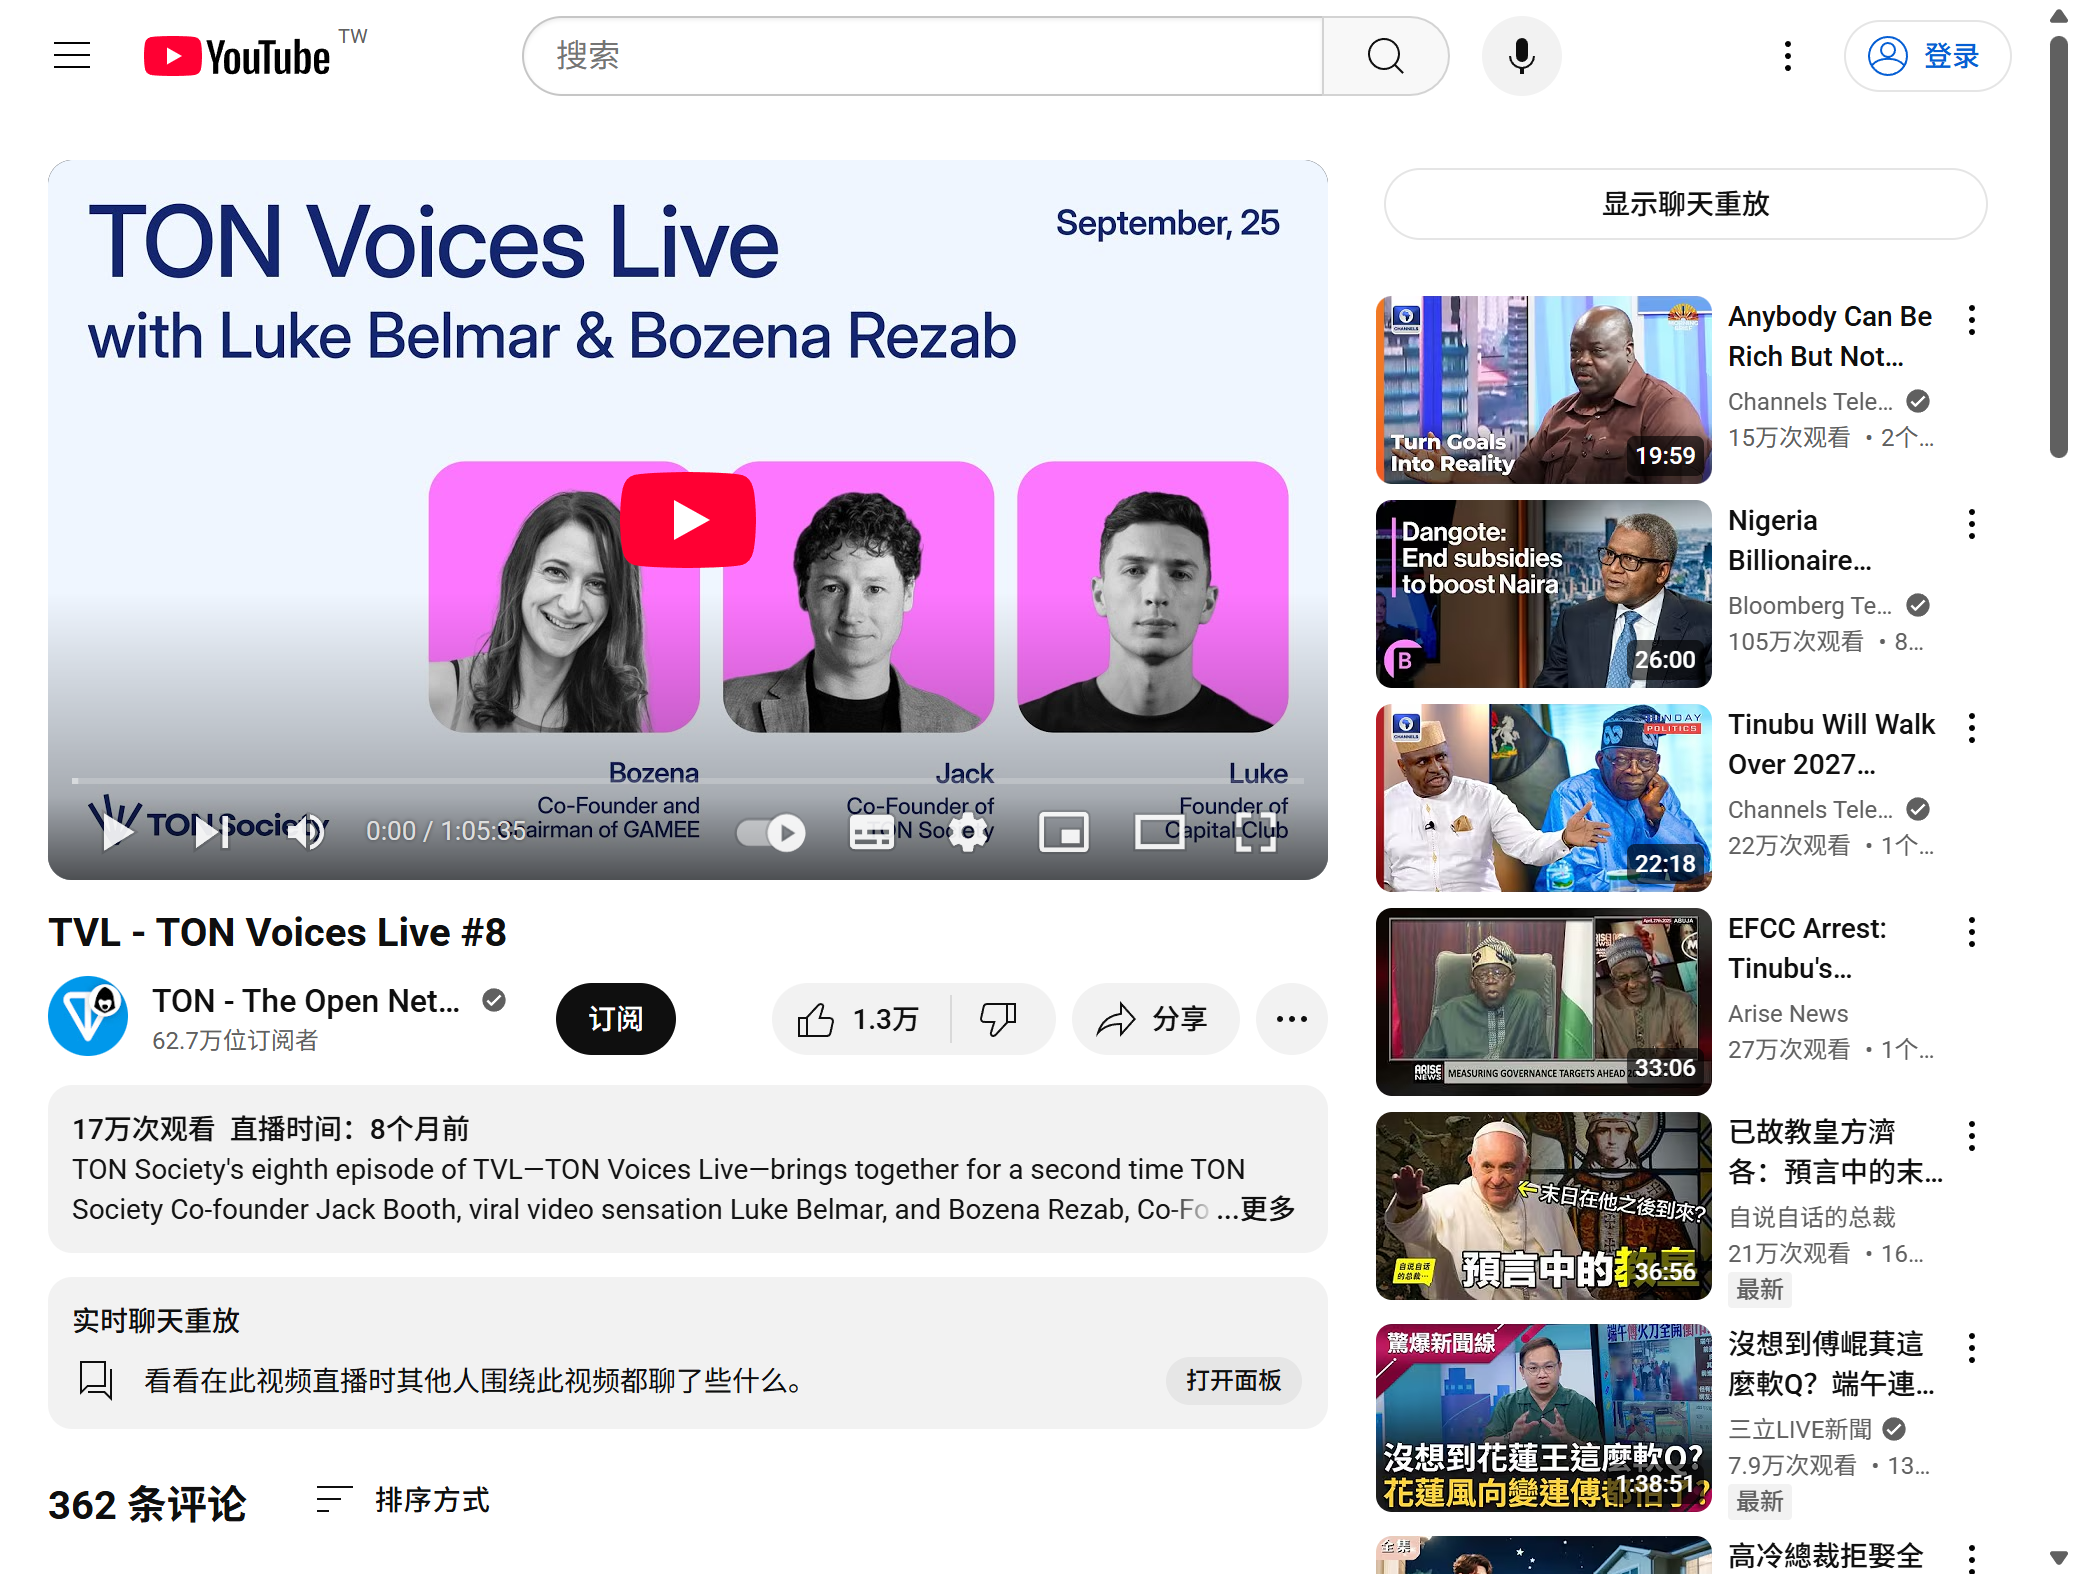 YouTube TW
搜索
登录
TON Voices Live
with Luke Belmar & Bozena Rezab
September, 25
Bozena
Co-Founder and
Chairman of GAMEE
Jack
Co-Founder of
TON Society
Luke
Founder of
Capital Club
TON Society
0:00 / 1:05:35
TVL - TON Voices Live #8
TON - The Open Net...
62.7万位订阅者
订阅
1.3万
分享
17万次观看 直播时间：8个月前
TON Society's eighth episode of TVL—TON Voices Live—brings together for a second time TON
Society Co-founder Jack Booth, viral video sensation Luke Belmar, and Bozena Rezab, Co-Fo ...更多
实时聊天重放
看看在此视频直播时其他人围绕此视频都聊了些什么。
打开面板
362 条评论
排序方式
显示聊天重放
CHANNELS
Turn Goals
Into Reality
19:59
Anybody Can Be
Rich But Not...
Channels Tele...
15万次观看 • 2个...
Dangote:
End subsidies
to boost Naira
B
26:00
Nigeria
Billionaire...
Bloomberg Te...
105万次观看 • 8...
CHANNELS
SUNDAY
POLITICS
22:18
Tinubu Will Walk
Over 2027...
Channels Tele...
22万次观看 • 1个...
ABUJA
ARISE
NEWS
MEASURING GOVERNANCE TARGETS AHEAD
33:06
EFCC Arrest:
Tinubu's...
Arise News
27万次观看 • 1个...
←末日在他之後到來?
自说自话
的总裁…
預言中的教皇
36:56
已故教皇方濟
各：預言中的末...
自说自话的总裁
21万次观看 • 16...
最新
驚爆新聞線
沒想到花蓮王這麼軟Q?
花蓮風向變連傅都怕了?
1:38:51
沒想到傅崐萁這
麼軟Q？端午連...
三立LIVE新聞
7.9万次观看 • 13...
最新
全集
高冷總裁拒娶全